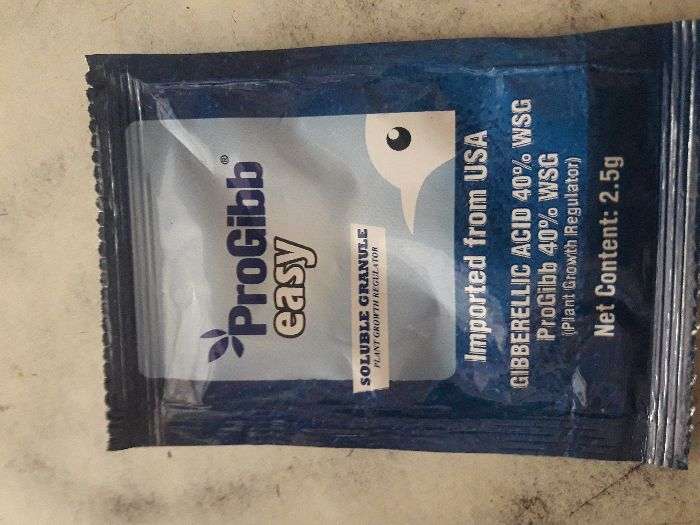 ProGibb®
easy
SOLUBLE GRANULE
PLANT GROWTH REGULATOR
Imported from USA
GIBBERELLIC ACID 40% WSG
ProGibb 40% WSG
(Plant Growth Regulator)
Net Content: 2.5g